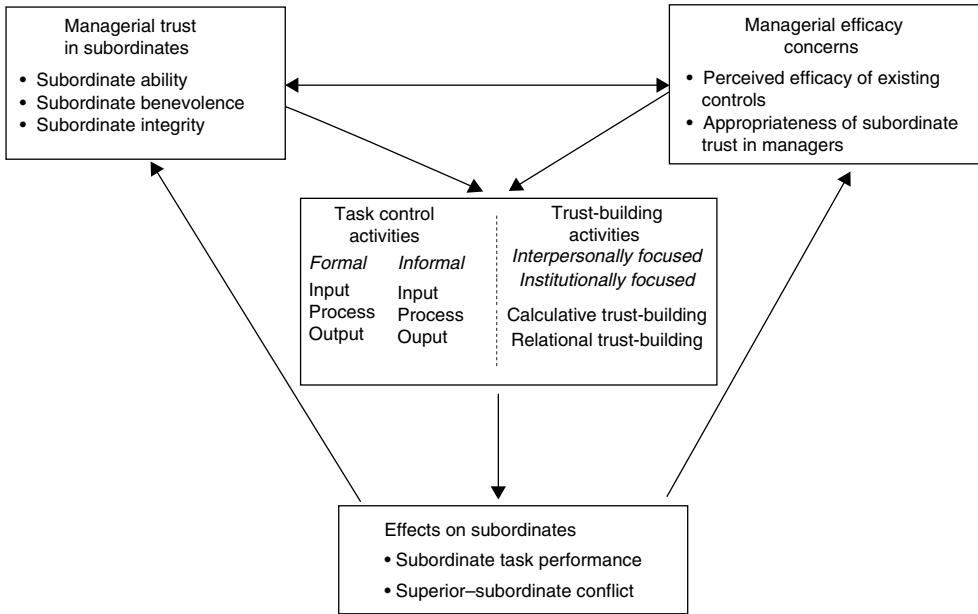 Managerial trust
in subordinates
• Subordinate ability
• Subordinate benevolence
• Subordinate integrity
Managerial efficacy
concerns
• Perceived efficacy of existing
controls
• Appropriateness of subordinate
trust in managers
Task control
activities
Formal
Input
Process
Output
Informal
Input
Process
Ouput
Trust-building
activities
Interpersonally focused
Institutionally focused
Calculative trust-building
Relational trust-building
Effects on subordinates
• Subordinate task performance
• Superior–subordinate conflict